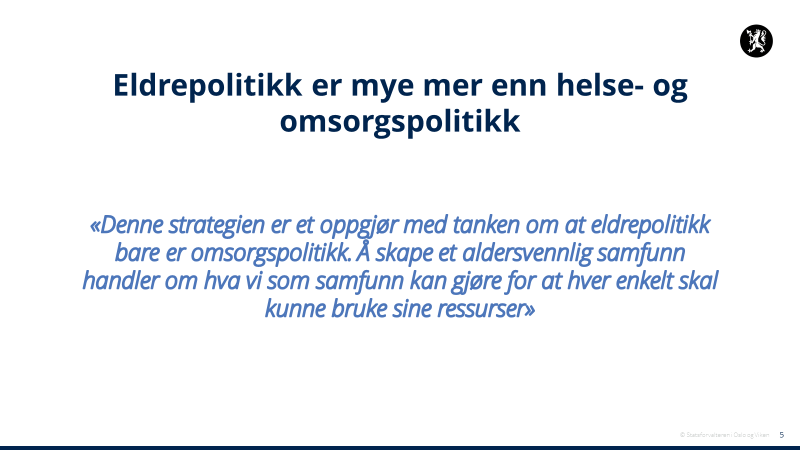 Eldrepolitikk er mye mer enn helse- og
omsorgspolitikk
«Denne strategien er et oppgjør med tanken om at eldrepolitikk
bare er omsorgspolitikk. Å skape et aldersvennlig samfunn
handler om hva vi som samfunn kan gjøre for at hver enkelt skal
kunne bruke sine ressurser»
© Statsforvalteren i Oslo og Viken
5